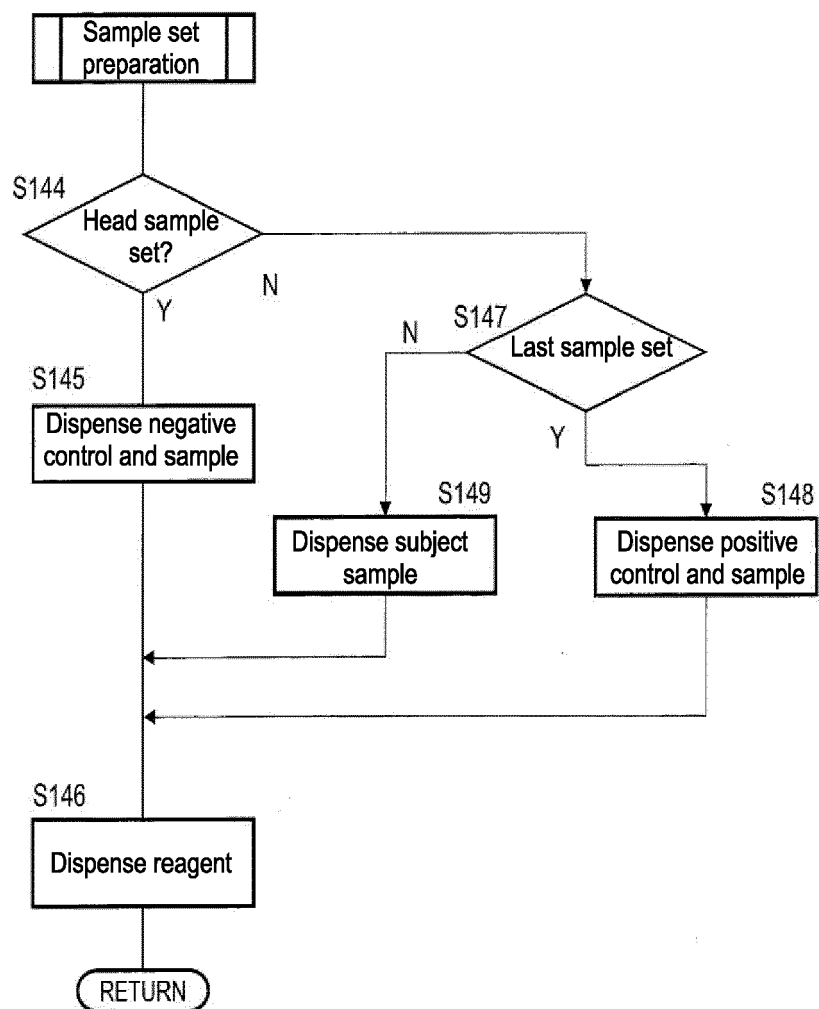 Sample set
preparation
S144
Head sample
set?
N
Y
S147
N
Last sample set
Y
S145
Dispense negative
control and sample
S149
Dispense subject
sample
S148
Dispense positive
control and sample
S146
Dispense reagent
RETURN